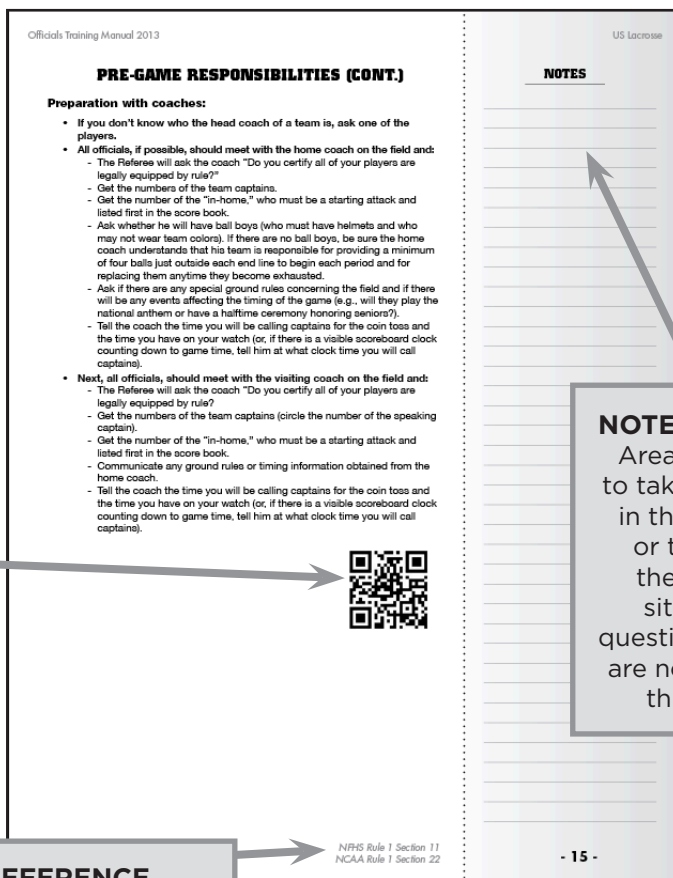 Officials Training Manual 2013
US Lacrosse
PRE-GAME RESPONSIBILITIES (CONT.)
Preparation with coaches:
• If you don't know who the head coach of a team is, ask one of the
players.
• All officials, if possible, should meet with the home coach on the field and:
- The Referee will ask the coach "Do you certify all of your players are
legally equipped by rule?"
- Get the numbers of the team captains.
- Get the number of the "in-home," who must be a starting attack and
listed first in the score book.
- Ask whether he will have ball boys (who must have helmets and who
may not wear team colors). If there are no ball boys, be sure the home
coach understands that his team is responsible for providing a minimum
of four balls just outside each end line to begin each period and for
replacing them anytime they become exhausted.
- Ask if there are any special ground rules concerning the field and if there
will be any events affecting the timing of the game (e.g., will they play the
national anthem or have a halftime ceremony honoring seniors?).
- Tell the coach the time you will be calling captains for the coin toss and
the time you have on your watch (or, if there is a visible scoreboard clock
counting down to game time, tell him at what clock time you will call
captains).
• Next, all officials, should meet with the visiting coach on the field and:
- The Referee will ask the coach "Do you certify all of your players are
legally equipped by rule?
- Get the numbers of the team captains (circle the number of the speaking
captain).
- Get the number of the "in-home," who must be a starting attack and
listed first in the score book.
- Communicate any ground rules or timing information obtained from the
home coach.
- Tell the coach the time you will be calling captains for the coin toss and
the time you have on your watch (or, if there is a visible scoreboard clock
counting down to game time, tell him at what clock time you will call
captains).
NFHS Rule 1 Section 11
NCAA Rule 1 Section 22
NOTES
NOTE
Area
to tak
in th
or t
the
sit
questi
are n
th
- 15 -
EFERENCE